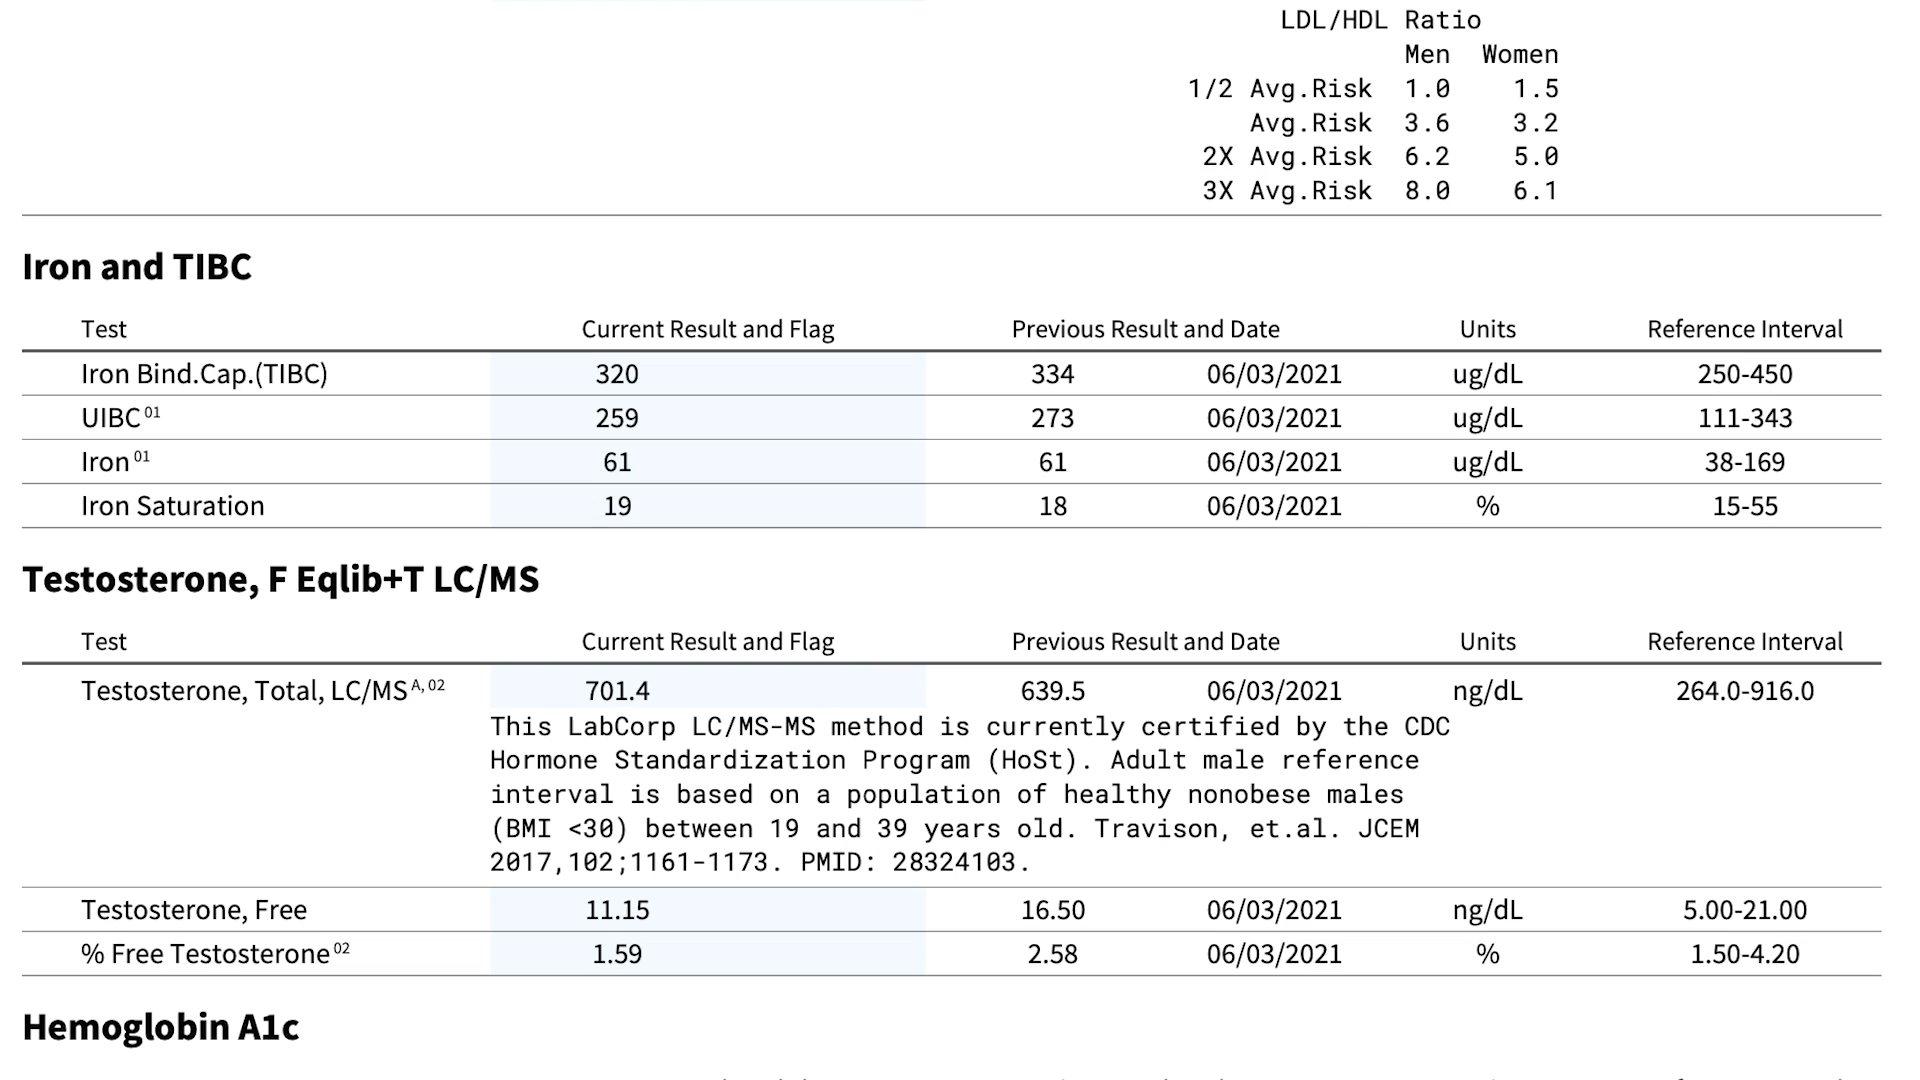 LDL/HDL Ratio
Men Women
1/2 Avg.Risk 1.0 1.5
Avg.Risk 3.6 3.2
2X Avg.Risk 6.2 5.0
3X Avg.Risk 8.0 6.1
Iron and TIBC
Test Current Result and Flag Previous Result and Date Units Reference Interval
Iron Bind.Cap.(TIBC) 320 334 06/03/2021 ug/dL 250-450
UIBC 01 259 273 06/03/2021 ug/dL 111-343
Iron 01 61 61 06/03/2021 ug/dL 38-169
Iron Saturation 19 18 06/03/2021 % 15-55
Testosterone, F Eqlib+T LC/MS
Test Current Result and Flag Previous Result and Date Units Reference Interval
Testosterone, Total, LC/MS A, 02 701.4 639.5 06/03/2021 ng/dL 264.0-916.0
This LabCorp LC/MS-MS method is currently certified by the CDC
Hormone Standardization Program (HoSt). Adult male reference
interval is based on a population of healthy nonobese males
(BMI <30) between 19 and 39 years old. Travison, et.al. JCEM
2017,102;1161-1173. PMID: 28324103.
Testosterone, Free 11.15 16.50 06/03/2021 ng/dL 5.00-21.00
% Free Testosterone 02 1.59 2.58 06/03/2021 % 1.50-4.20
Hemoglobin A1c